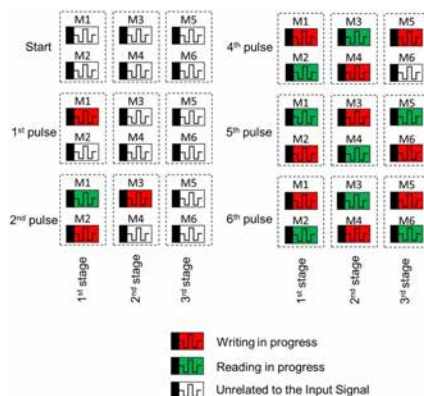 Start
M1 M3 M5
M2 M4 M6
1st pulse
M1 M3 M5
M2 M4 M6
2nd pulse
M1 M3 M5
M2 M4 M6
1st stage
2nd stage
3rd stage
4th pulse
M1 M3 M5
M2 M4 M6
5th pulse
M1 M3 M5
M2 M4 M6
6th pulse
M1 M3 M5
M2 M4 M6
1st stage
2nd stage
3rd stage
Writing in progress
Reading in progress
Unrelated to the Input Signal